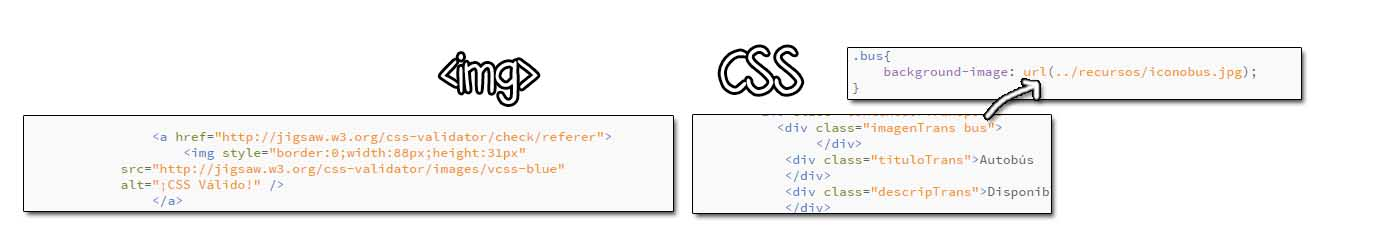 <img>
CSS
.bus{
background-image: url(../recursos/iconobus.jpg);
}
<a href="http://jigsaw.w3.org/css-validator/check/referer">
<img style="border:0;width:88px;height:31px"
src="http://jigsaw.w3.org/css-validator/images/vcss-blue"
alt="¡CSS Válido!" />
</a>
<div class="imagenTrans bus">
</div>
<div class="tituloTrans">Autobús
</div>
<div class="descripTrans">Disponib
</div>